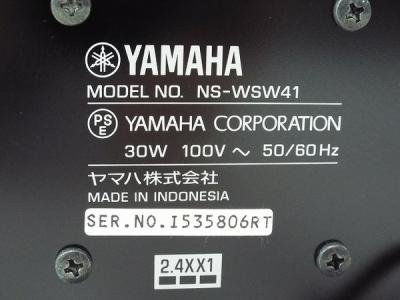 YAMAHA
MODEL NO. NS-WSW41
PSE YAMAHA CORPORATION
30W 100V ～ 50/60Hz
ヤマハ株式会社
MADE IN INDONESIA
SER.NO.I535806RT
2.4XX1